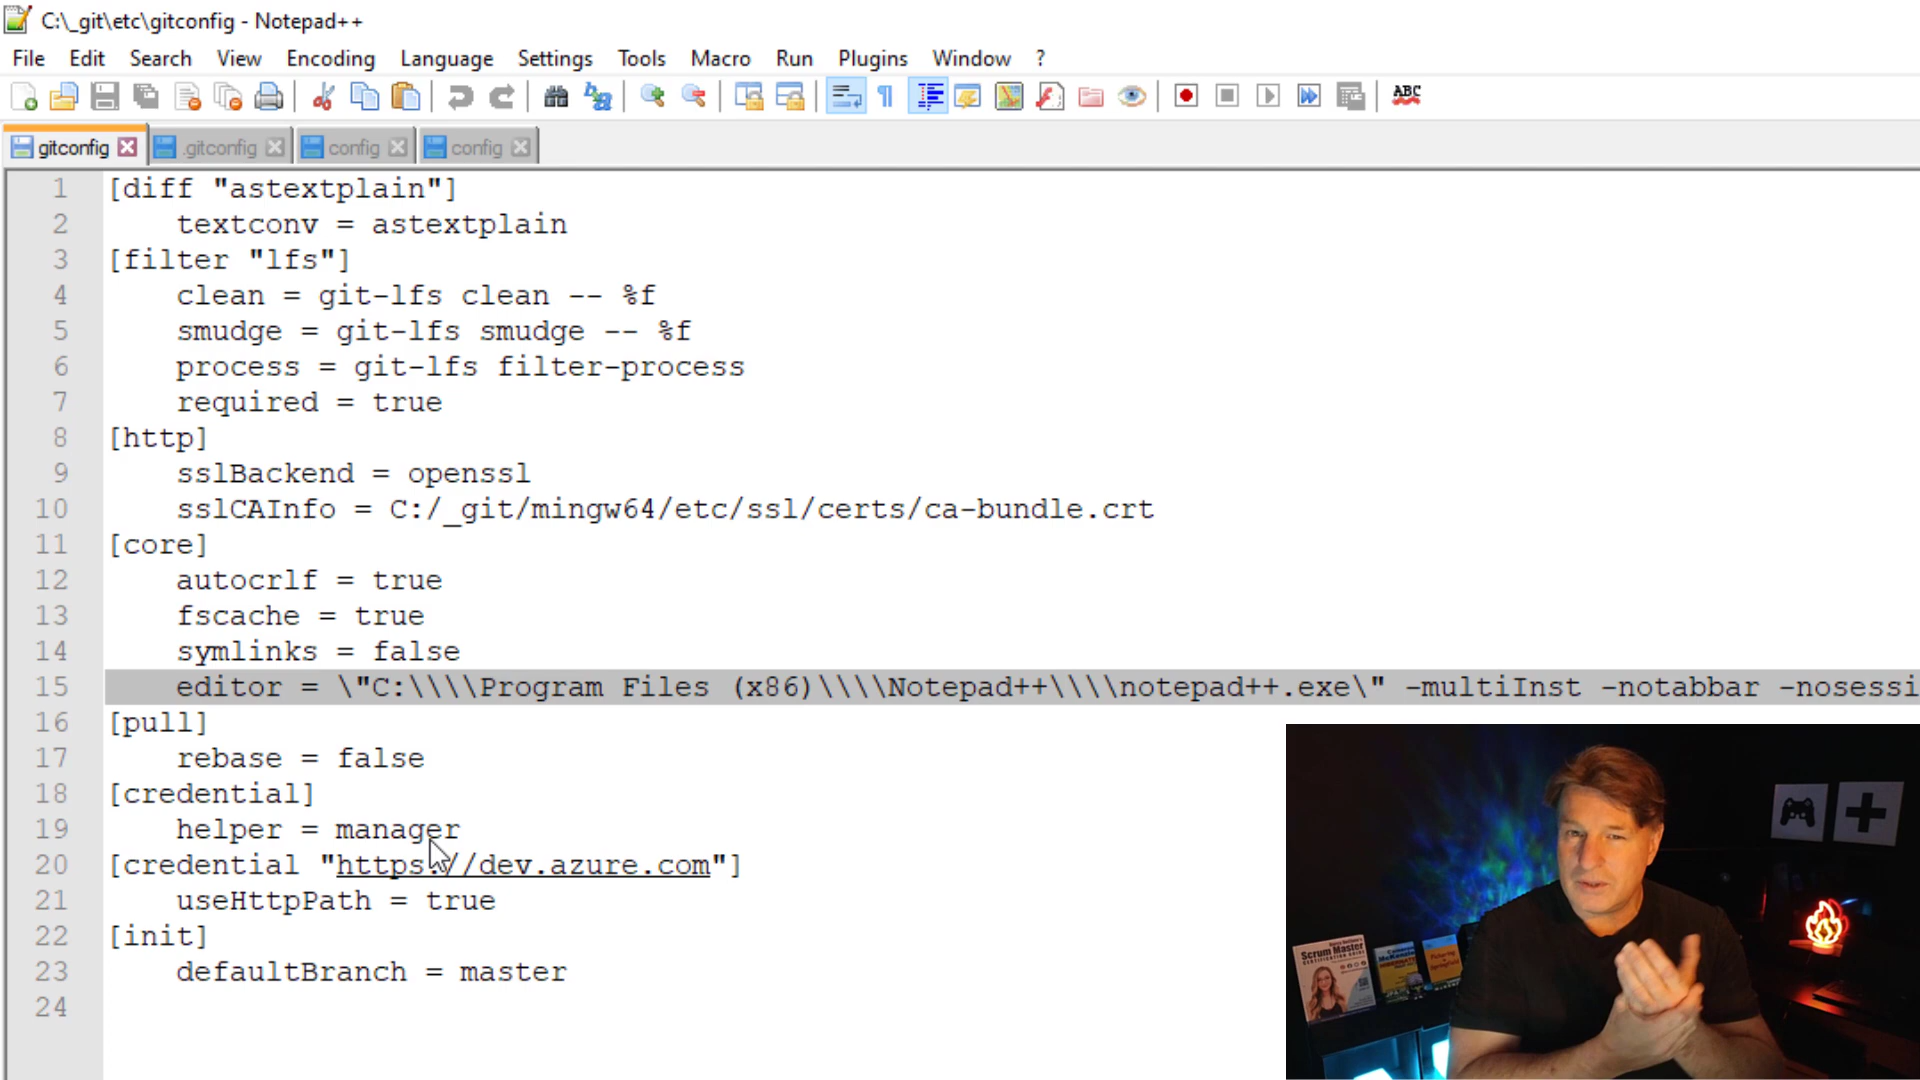 C:\_git\etc\gitconfig - Notepad++
File Edit Search View Encoding Language Settings Tools Macro Run Plugins Window ?
ABC
gitconfig .gitconfig config config
1 [diff "astextplain"]
2 textconv = astextplain
3 [filter "lfs"]
4 clean = git-lfs clean -- %f
5 smudge = git-lfs smudge -- %f
6 process = git-lfs filter-process
7 required = true
8 [http]
9 sslBackend = openssl
10 sslCAInfo = C:/_git/mingw64/etc/ssl/certs/ca-bundle.crt
11 [core]
12 autocrlf = true
13 fscache = true
14 symlinks = false
15 editor = \"C:\\\\Program Files (x86)\\\\Notepad++\\\\notepad++.exe\" -multiInst -notabbar -nosessi
16 [pull]
17 rebase = false
18 [credential]
19 helper = manager
20 [credential "https://dev.azure.com"]
21 useHttpPath = true
22 [init]
23 defaultBranch = master
24
Scrum Master